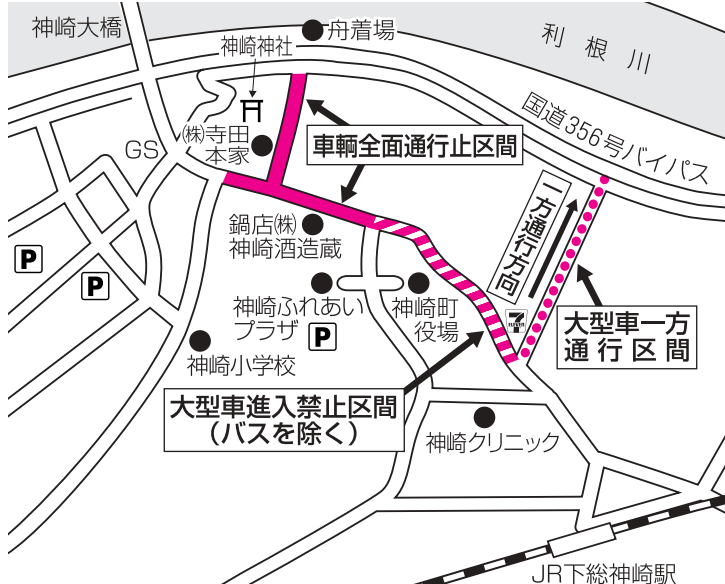 神崎大橋
舟着場
神崎神社
利根川
国道356号バイパス
㈱寺田
本家
GS
車輌全面通行止区間
一方通行方向
鍋店㈱
神崎酒造蔵
P
P
神崎ふれあい
プラザ P
神崎町
役場
7
ELEVEn
大型車一方
通行区間
神崎小学校
大型車進入禁止区間
（バスを除く）
神崎クリニック
JR下総神崎駅